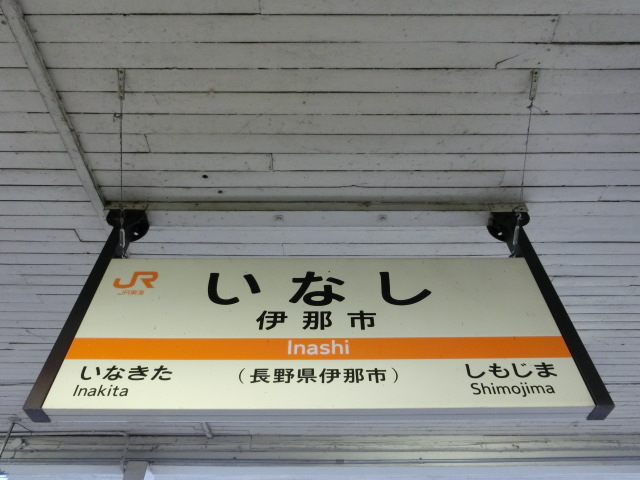 JR
JR東海
いなし
伊那市
Inashi
いなきた
Inakita
（長野県伊那市）
しもじま
Shimojima